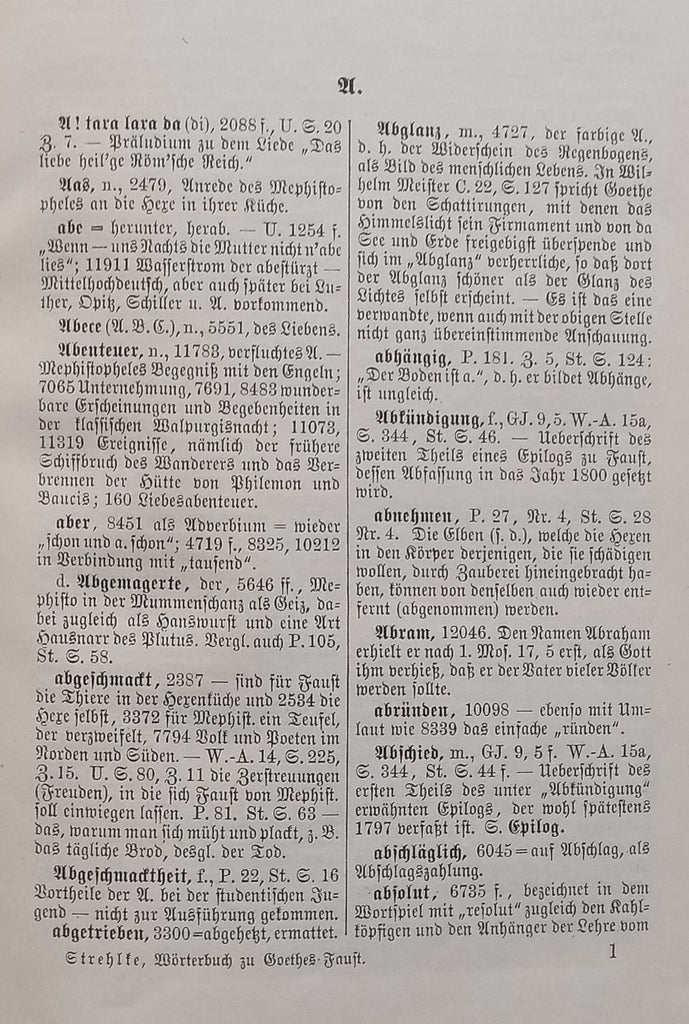 A.
A! tara lara da (di), 2088 f., U. S. 20
Z. 7. — Präludium zu dem Liede „Das
liebe heil'ge Röm'sche Reich.“
Aas, n., 2479, Anrede des Mephisto=
pheles an die Hexe in ihrer Küche.
abe = herunter, herab. — U. 1254 f.
„Wenn — uns Nachts die Mutter nicht n'abe
lies“; 11911 Wasserstrom der abestürzt —
Mittelhochdeutsch, aber auch später bei Lu=
ther, Opitz, Schiller u. A. vorkommend.
Abece (A. B. C.), n., 5551, des Liebens.
Abenteuer, n., 11783, verfluchtes A. —
Mephistopheles Begegniß mit den Engeln;
7065 Unternehmung, 7691, 8483 wunder=
bare Erscheinungen und Begebenheiten in
der klassischen Walpurgisnacht; 11073,
11319 Ereignisse, nämlich der frühere
Schiffbruch des Wanderers und das Ver=
brennen der Hütte von Philemon und
Baucis; 160 Liebesabenteuer.
aber, 8451 als Adverbium = wieder
„schon und a. schon“; 4719 f., 8325, 10212
in Verbindung mit „tausend“.
d. Abgemagerte, der, 5646 ff., Me=
phisto in der Mummenschanz als Geiz, da=
bei zugleich als Hanswurst und eine Art
Hausnarr des Plutus. Vergl. auch P. 105,
St. S. 58.
abgeschmackt, 2387 — sind für Faust
die Thiere in der Hexenküche und 2534 die
Hexe selbst, 3372 für Mephist. ein Teufel,
der verzweifelt, 7794 Volk und Poeten im
Norden und Süden. — W.-A. 14, S. 225,
Z. 15. U. S. 80, Z. 11 die Zerstreuungen
(Freuden), in die sich Faust von Mephist.
soll einwiegen lassen. P. 81. St. S. 63 —
das, warum man sich müht und plackt, z. B.
das tägliche Brod, desgl. der Tod.
Abgeschmacktheit, f., P. 22, St. S. 16
Vortheile der A. bei der studentischen Ju=
gend — nicht zur Ausführung gekommen.
abgetrieben, 3300=abgehetzt, ermattet.
Abglanz, m., 4727, der farbige A.,
d. h. der Widerschein des Regenbogens,
als Bild des menschlichen Lebens. In Wil=
helm Meister C. 22, S. 127 spricht Goethe
von den Schattirungen, mit denen das
Himmelslicht sein Firmament und von da
See und Erde freigebigst überspende und
sich im „Abglanz“ verherrliche, so daß dort
der Abglanz schöner als der Glanz des
Lichtes selbst erscheint. — Es ist das eine
verwandte, wenn auch mit der obigen Stelle
nicht ganz übereinstimmende Anschauung.
abhängig, P. 181. Z. 5, St. S. 124:
„Der Boden ist a.“, d. h. er bildet Abhänge,
ist ungleich.
Abkündigung, f., GJ. 9, 5. W.-A. 15a,
S. 344, St. S. 46. — Ueberschrift des
zweiten Theils eines Epilogs zu Faust,
dessen Abfassung in das Jahr 1800 gesetzt
wird.
abnehmen, P. 27, Nr. 4, St. S. 28
Nr. 4. Die Elben (s. d.), welche die Hexen
in den Körper derjenigen, die sie schädigen
wollen, durch Zauberei hineingebracht ha=
ben, können von denselben auch wieder ent=
fernt (abgenommen) werden.
Abram, 12046. Den Namen Abraham
erhielt er nach 1. Mos. 17, 5 erst, als Gott
ihm verhieß, daß er der Vater vieler Völker
werden sollte.
abründen, 10098 — ebenso mit Um=
laut wie 8339 das einfache „ründen“.
Abschied, m., GJ. 9, 5 f. W.-A. 15a,
S. 344, St. S. 44 f. — Ueberschrift des
ersten Theils des unter „Abkündigung“
erwähnten Epilogs, der wohl spätestens
1797 verfaßt ist. S. Epilog.
abschläglich, 6045=auf Abschlag, als
Abschlagszahlung.
absolut, 6735 f., bezeichnet in dem
Wortspiel mit „resolut“ zugleich den Kahl=
köpfigen und den Anhänger der Lehre vom
Strehlke, Wörterbuch zu Goethes Faust.
1